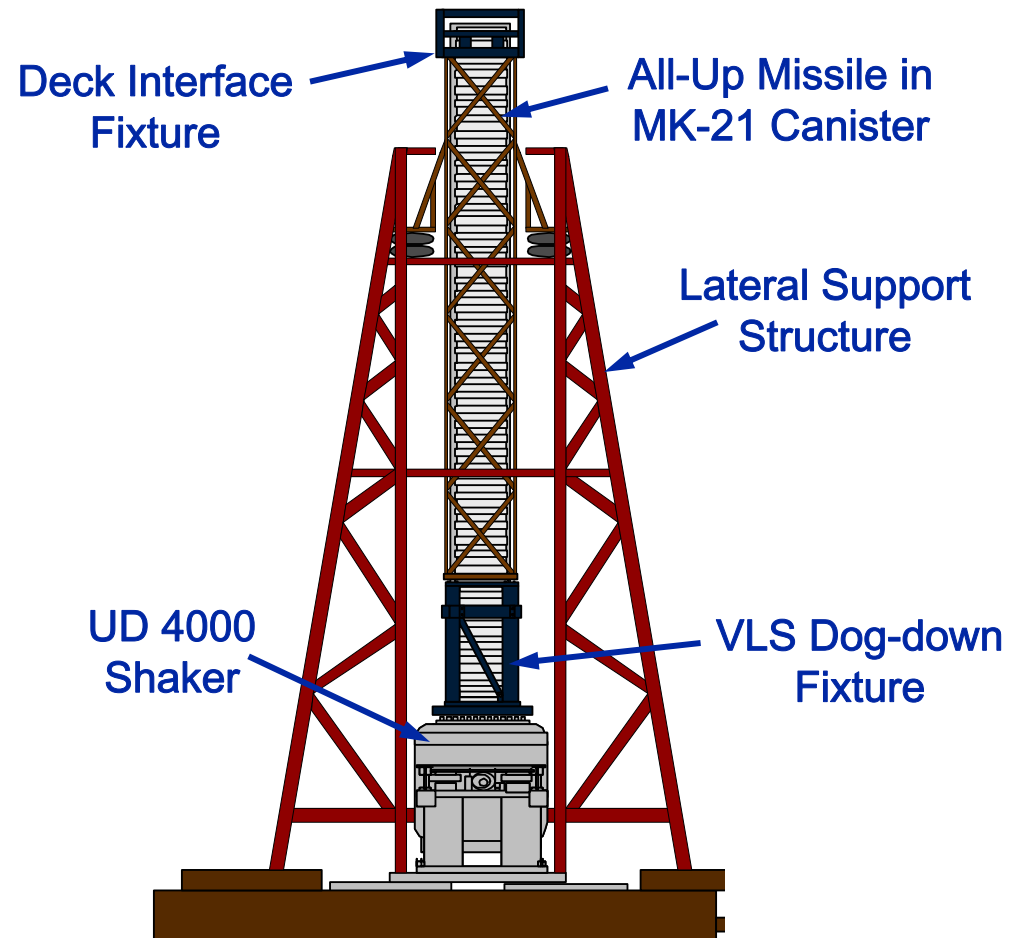 Deck Interface
Fixture
All-Up Missile in
MK-21 Canister
Lateral Support
Structure
UD 4000
Shaker
VLS Dog-down
Fixture